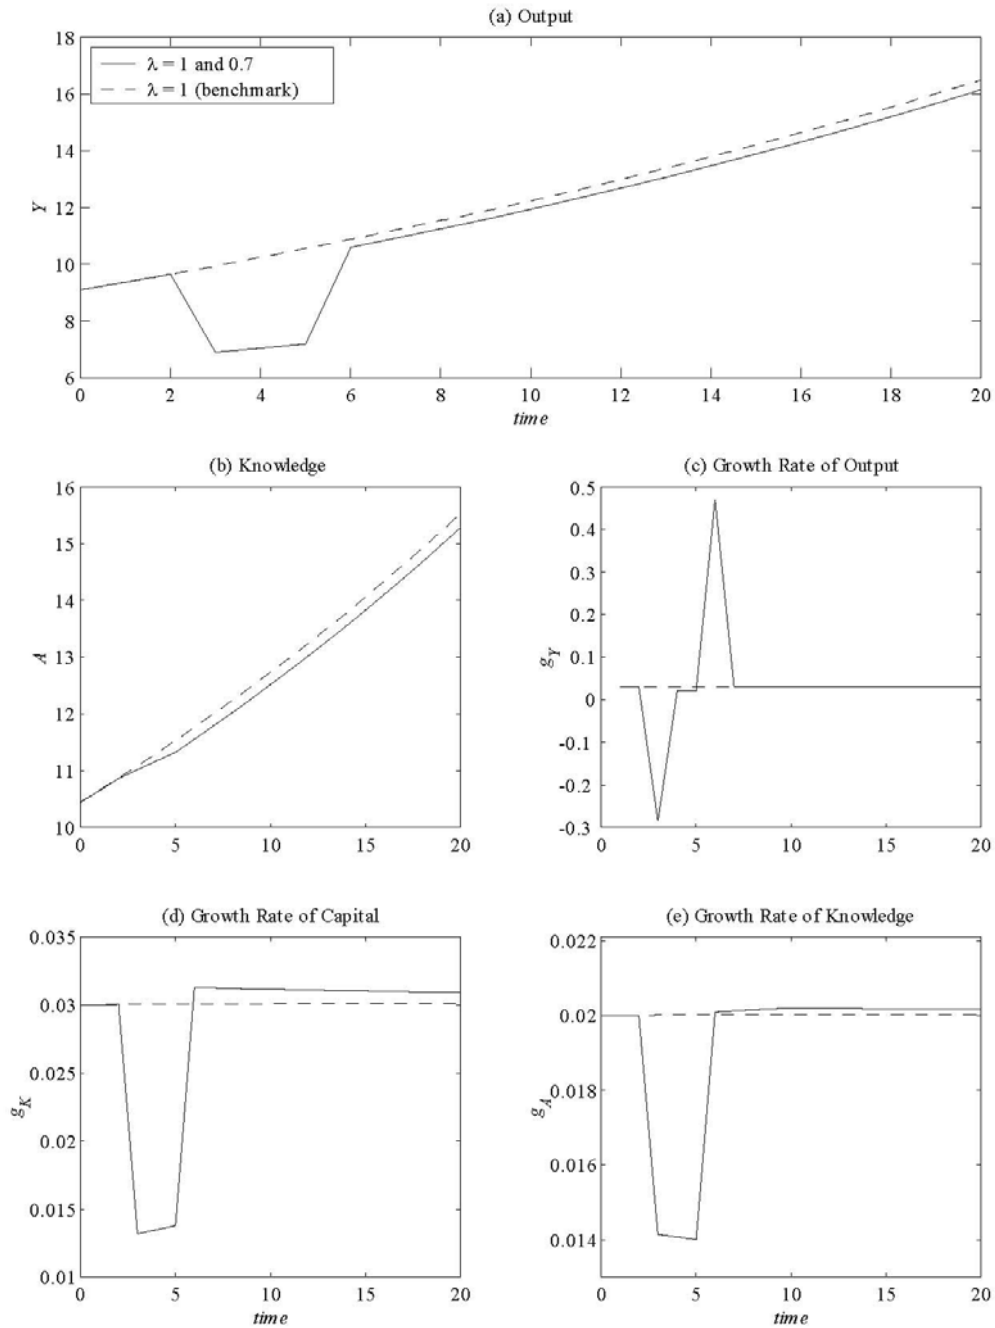 (a) Output
18
16
14
12
10
8
6
Y
λ = 1 and 0.7
λ = 1 (benchmark)
0 2 4 6 8 10 12 14 16 18 20
time
(b) Knowledge
16
15
14
13
12
11
10
A
0 5 10 15 20
(c) Growth Rate of Output
0.5
0.4
0.3
0.2
0.1
0
-0.1
-0.2
-0.3
g_Y
0 5 10 15 20
(d) Growth Rate of Capital
0.035
0.03
0.025
0.02
0.015
0.01
g_K
0 5 10 15 20
time
(e) Growth Rate of Knowledge
0.022
0.02
0.018
0.016
0.014
g_A
0 5 10 15 20
time